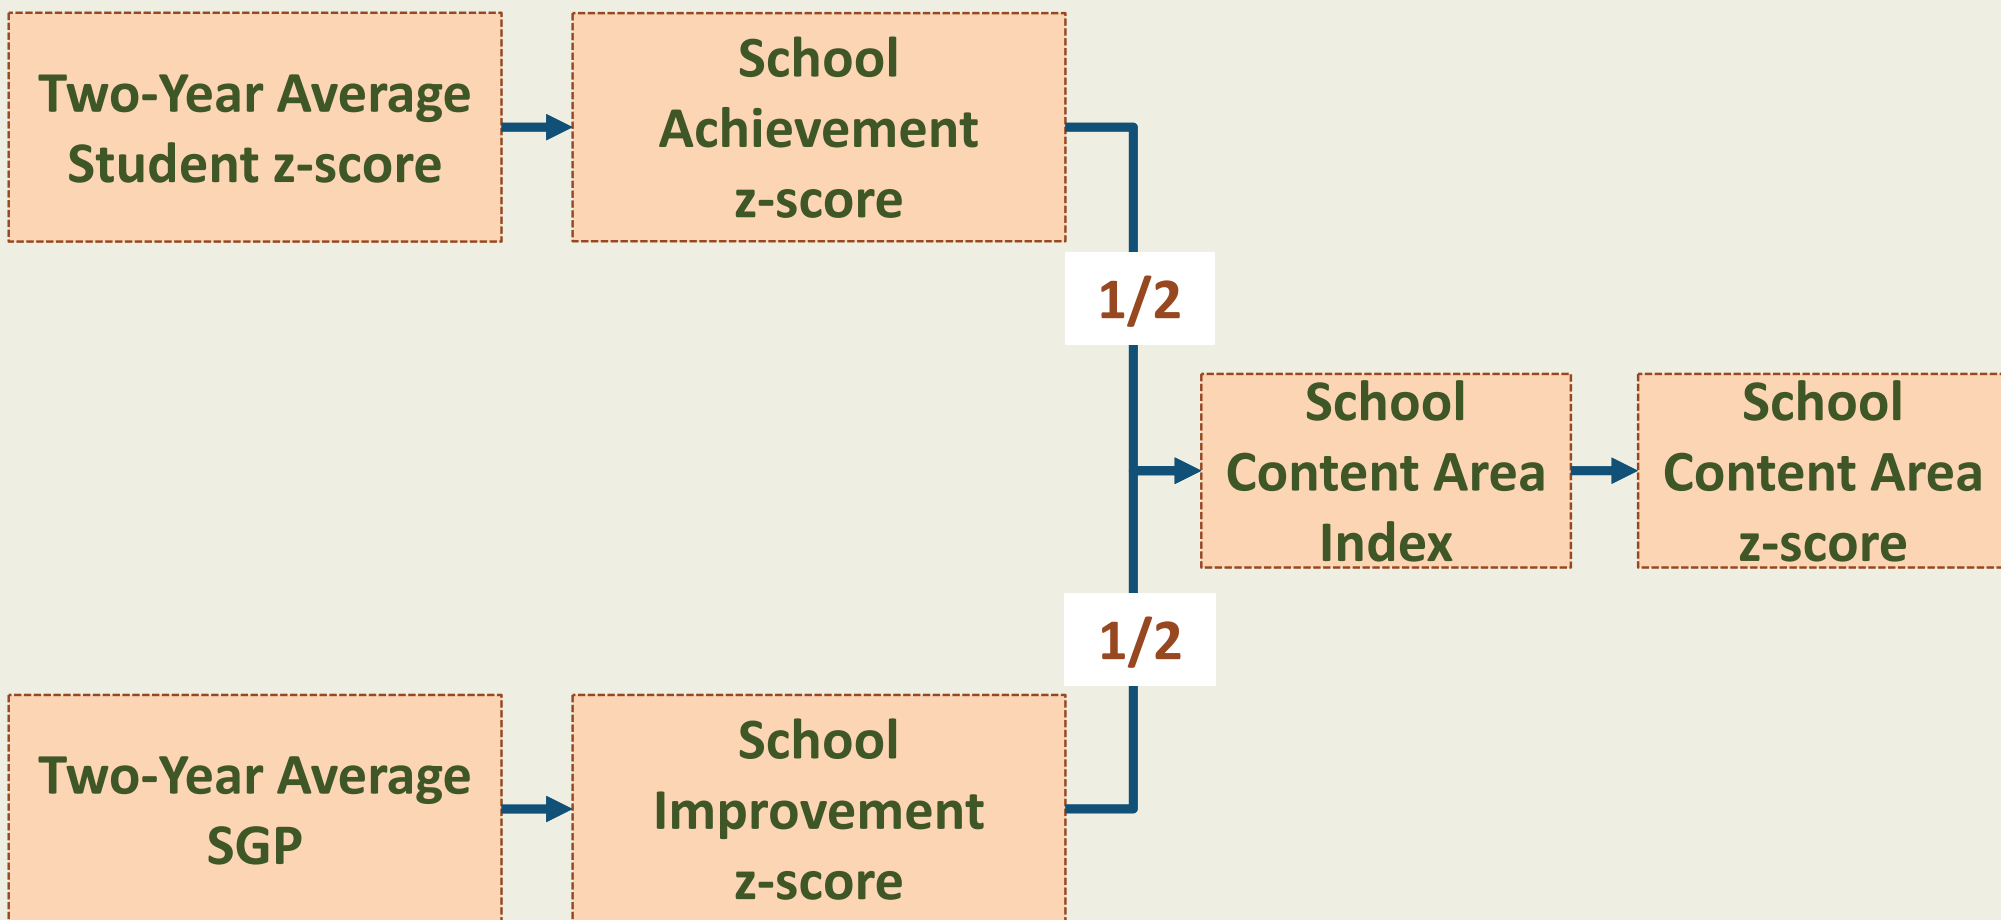 Two-Year Average
Student z-score
School
Achievement
z-score
1/2
School
Content Area
Index
School
Content Area
z-score
1/2
Two-Year Average
SGP
School
Improvement
z-score